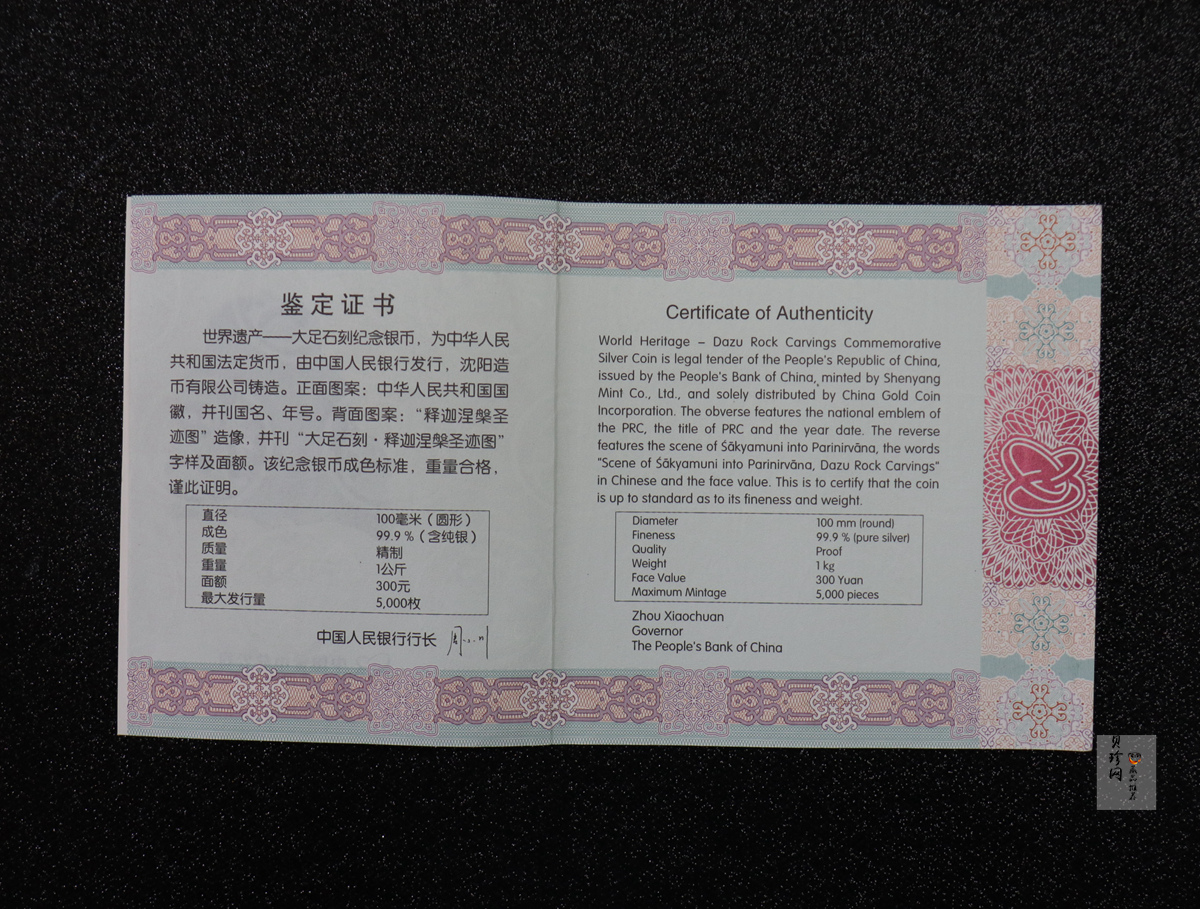 鉴定证书
世界遗产——大足石刻纪念银币，为中华人民
共和国法定货币，由中国人民银行发行，沈阳造
币有限公司铸造。正面图案：中华人民共和国国
徽，并刊国名、年号。背面图案：“释迦涅槃圣
迹图”造像，并刊“大足石刻·释迦涅槃圣迹图”
字样及面额。该纪念银币成色标准，重量合格，
谨此证明。
直径 100毫米（圆形）
成色 99.9 %（含纯银）
质量 精制
重量 1公斤
面额 300元
最大发行量 5,000枚
中国人民银行行长
Certificate of Authenticity
World Heritage – Dazu Rock Carvings Commemorative
Silver Coin is legal tender of the People's Republic of China,
issued by the People's Bank of China, minted by Shenyang
Mint Co., Ltd., and solely distributed by China Gold Coin
Incorporation. The obverse features the national emblem of
the PRC, the title of PRC and the year date. The reverse
features the scene of Śākyamuni into Parinirvāna, the words
"Scene of Śākyamuni into Parinirvāna, Dazu Rock Carvings"
in Chinese and the face value. This is to certify that the coin
is up to standard as to its fineness and weight.
Diameter 100 mm (round)
Fineness 99.9 % (pure silver)
Quality Proof
Weight 1 kg
Face Value 300 Yuan
Maximum Mintage 5,000 pieces
Zhou Xiaochuan
Governor
The People's Bank of China
贝珍网